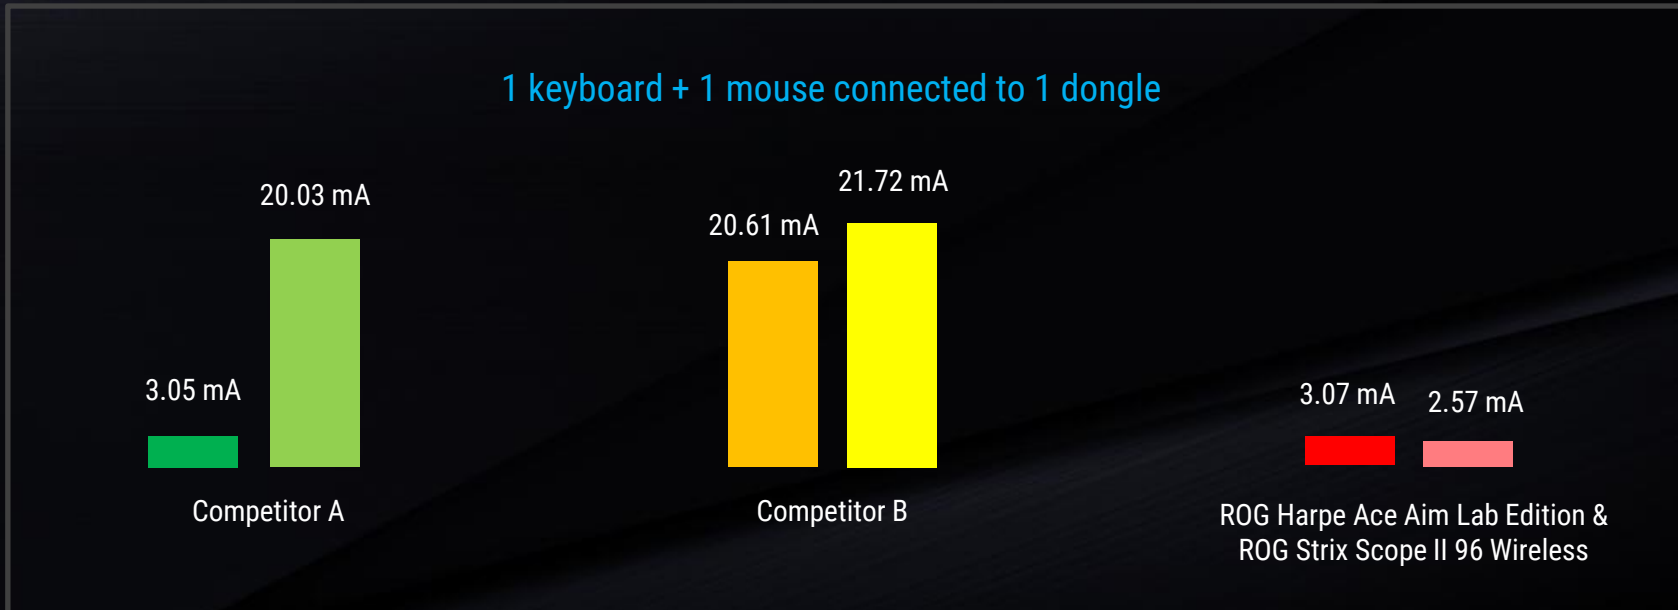 1 keyboard + 1 mouse connected to 1 dongle
3.05 mA
20.03 mA
20.61 mA
21.72 mA
3.07 mA
2.57 mA
Competitor A
Competitor B
ROG Harpe Ace Aim Lab Edition &
ROG Strix Scope II 96 Wireless